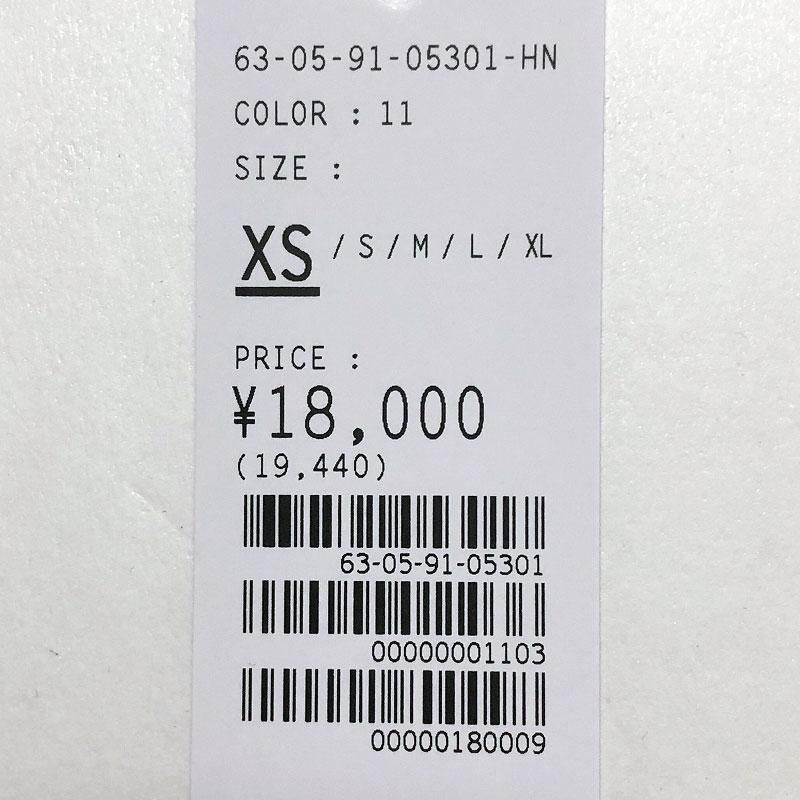 63-05-91-05301-HN
COLOR : 11
SIZE :
XS / S / M / L / XL
PRICE :
¥18,000
(19,440)
63-05-91-05301
00000001103
00000180009